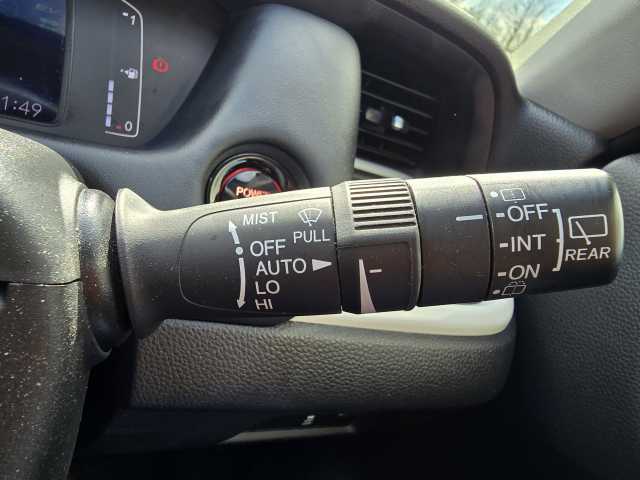 1
0
1:49
POWER
MIST
PULL
OFF
AUTO
LO
HI
OFF
INT
ON
REAR